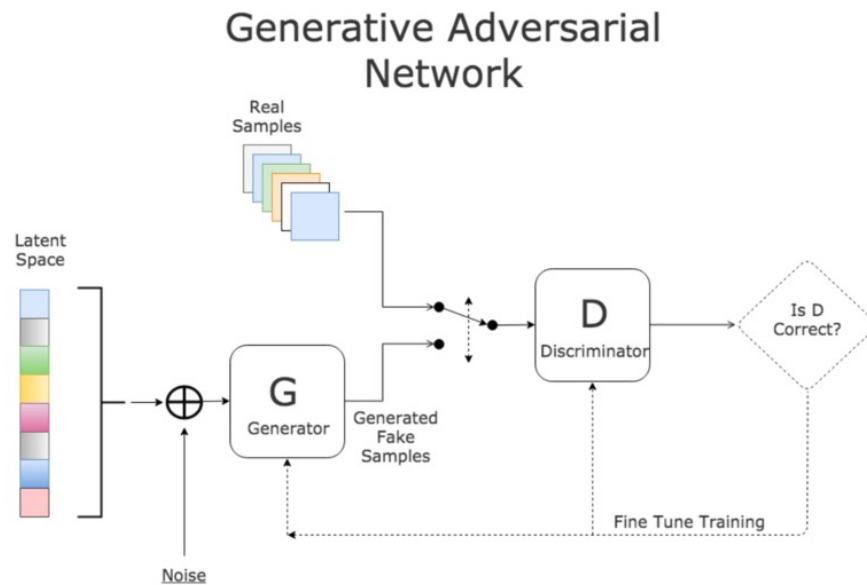 Generative Adversarial
Network
Real
Samples
Latent
Space
G
Generator
Generated
Fake
Samples
D
Discriminator
Is D
Correct?
Fine Tune Training
Noise